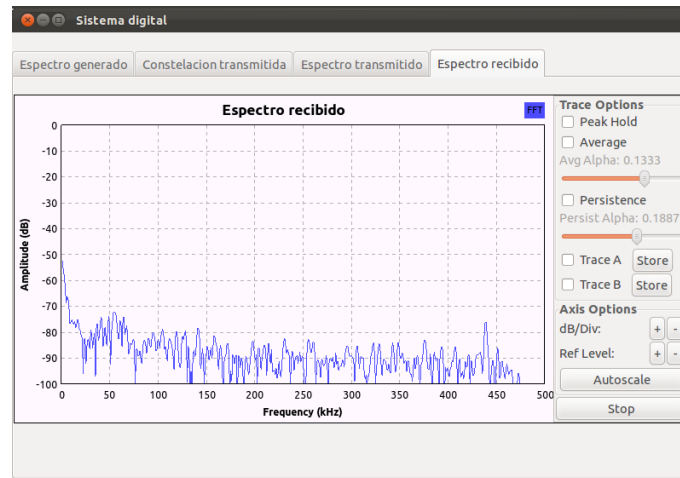 Sistema digital
Espectro generado Constelacion transmitida Espectro transmitido Espectro recibido
Espectro recibido
FFT
0
-10
-20
-30
-40
-50
-60
-70
-80
-90
-100
Amplitude (dB)
0 50 100 150 200 250 300 350 400 450 500
Frequency (kHz)
Trace Options
Peak Hold
Average
Avg Alpha: 0.1333
Persistence
Persist Alpha: 0.1887
Trace A Store
Trace B Store
Axis Options
dB/Div: + -
Ref Level: + -
Autoscale
Stop